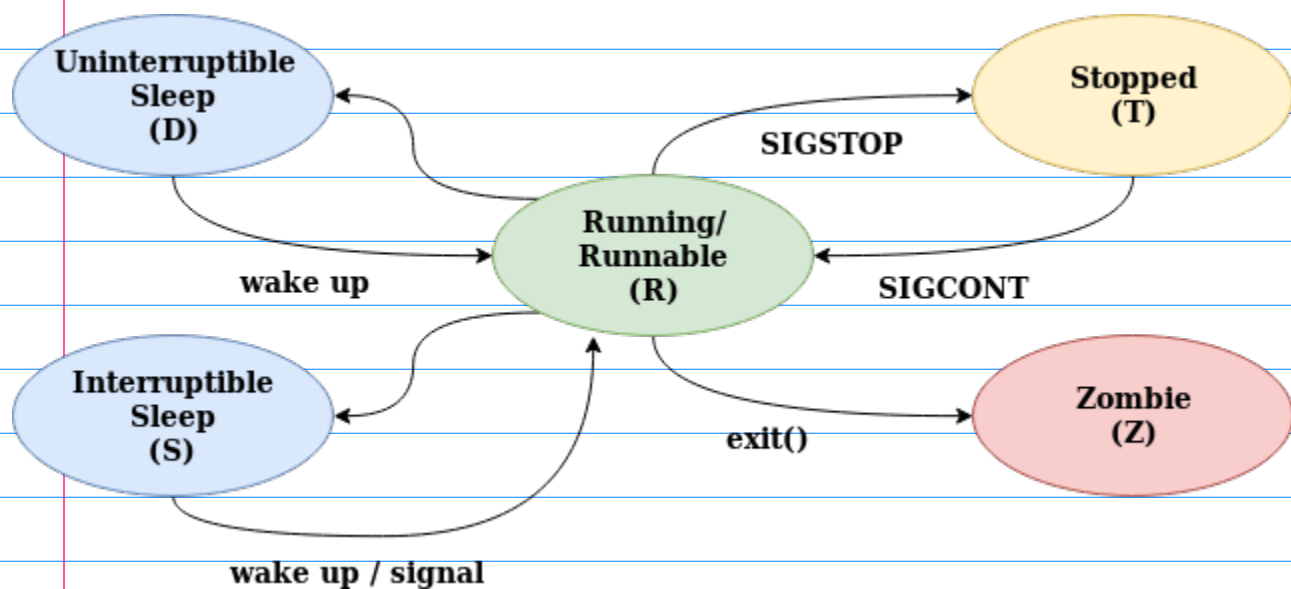 Uninterruptible
Sleep
(D)
Stopped
(T)
SIGSTOP
Running/
Runnable
(R)
wake up
SIGCONT
Interruptible
Sleep
(S)
Zombie
(Z)
exit()
wake up / signal